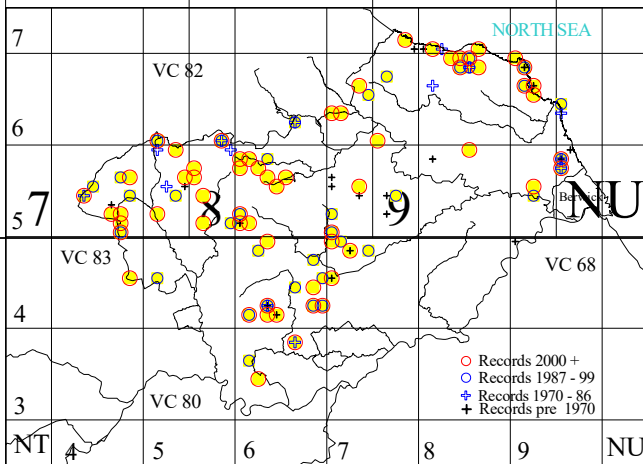 7
NORTH SEA
VC 82
6
7
8
9
NU
Berwick
5
VC 83
VC 68
4
Records 2000 +
Records 1987 - 99
Records 1970 - 86
Records pre 1970
VC 80
3
NT 4 5 6 7 8 9 NU